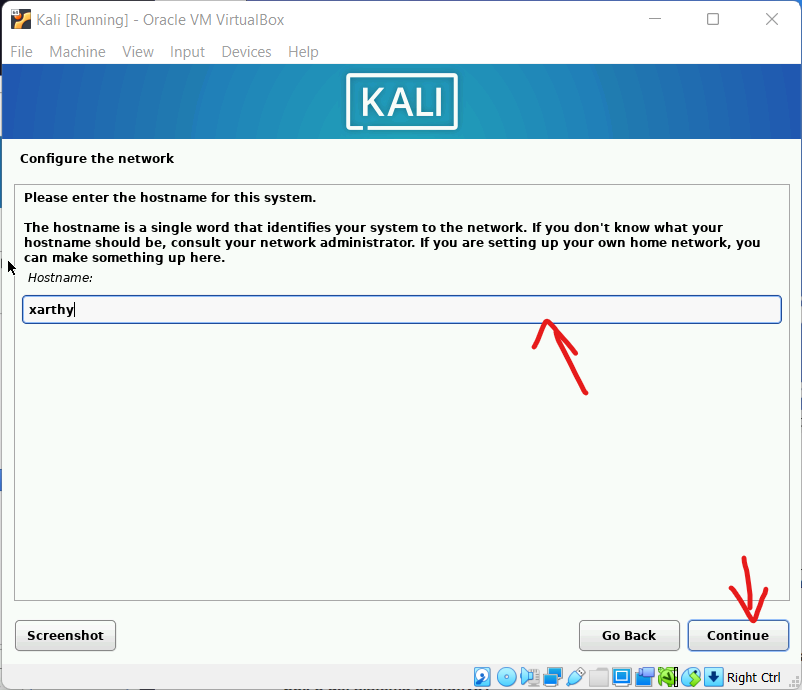 Kali [Running] - Oracle VM VirtualBox
File Machine View Input Devices Help
KALI
Configure the network
Please enter the hostname for this system.
The hostname is a single word that identifies your system to the network. If you don't know what your
hostname should be, consult your network administrator. If you are setting up your own home network, you
can make something up here.
Hostname:
xarthy
Screenshot Go Back Continue
Right Ctrl